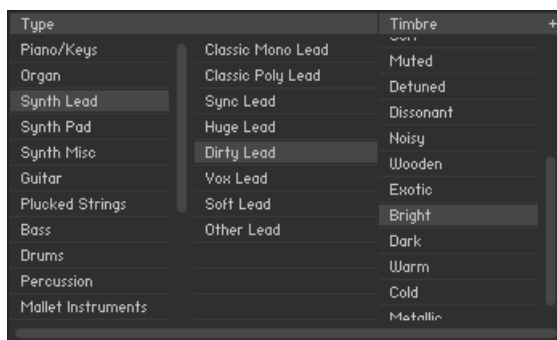 Type
Timbre +
Piano/Keys
Organ
Synth Lead
Synth Pad
Synth Misc
Guitar
Plucked Strings
Bass
Drums
Percussion
Mallet Instruments
Classic Mono Lead
Classic Poly Lead
Sync Lead
Huge Lead
Dirty Lead
Vox Lead
Soft Lead
Other Lead
Muted
Detuned
Dissonant
Noisy
Wooden
Exotic
Bright
Dark
Warm
Cold
Metallic